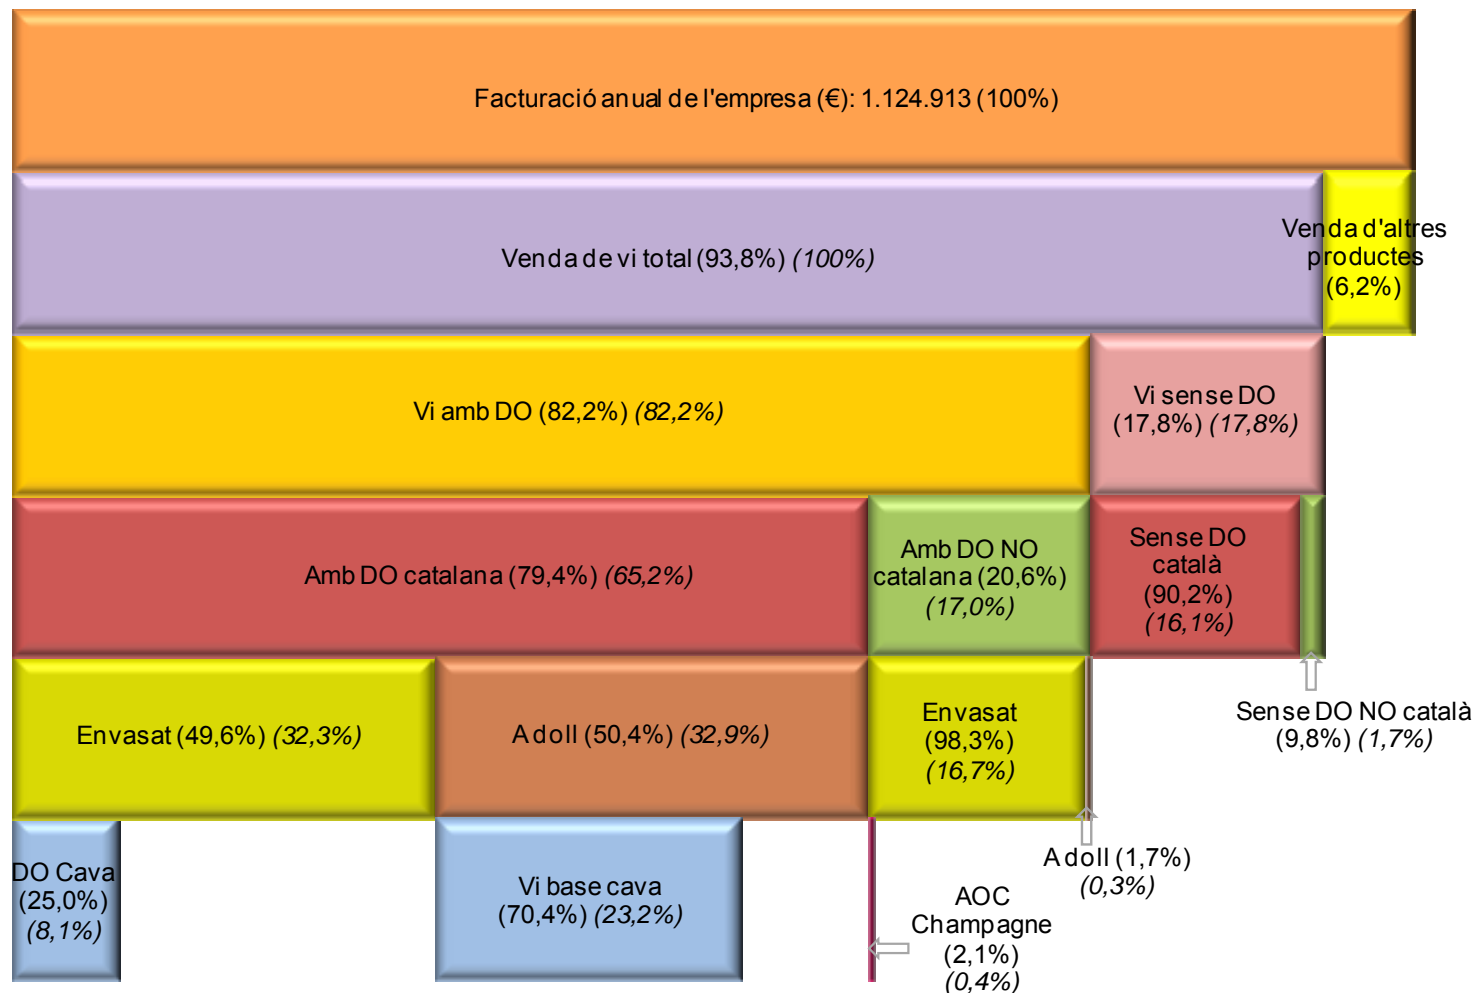 Facturació anual de l'empresa (€): 1.124.913 (100%)
Venda de vi total (93,8%) (100%)
Venda d'altres
productes
(6,2%)
Vi amb DO (82,2%) (82,2%)
Vi sense DO
(17,8%) (17,8%)
Amb DO catalana (79,4%) (65,2%)
Amb DO NO
catalana (20,6%)
(17,0%)
Sense DO
català
(90,2%)
(16,1%)
Sense DO NO català
(9,8%) (1,7%)
Envasat (49,6%) (32,3%)
A doll (50,4%) (32,9%)
Envasat
(98,3%)
(16,7%)
A doll (1,7%)
(0,3%)
DO Cava
(25,0%)
(8,1%)
Vi base cava
(70,4%) (23,2%)
AOC
Champagne
(2,1%)
(0,4%)